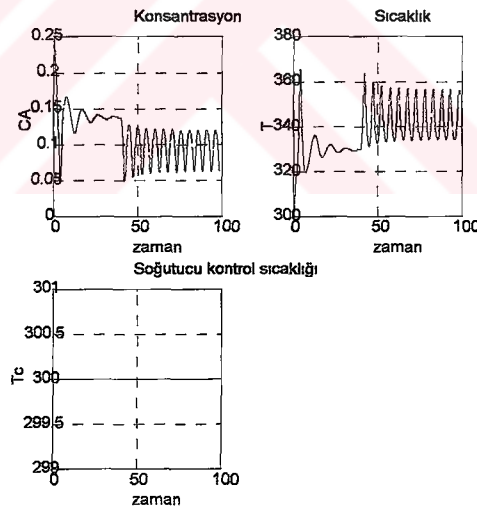 Konsantrasyon
0.25
0.2
0.15
0.1
0.05
0
CA
0 50 100
zaman
Sıcaklık
380
360
340
320
300
T
0 50 100
zaman
Soğutucu kontrol sıcaklığı
301
300.5
300
299.5
299
Tc
0 50 100
zaman